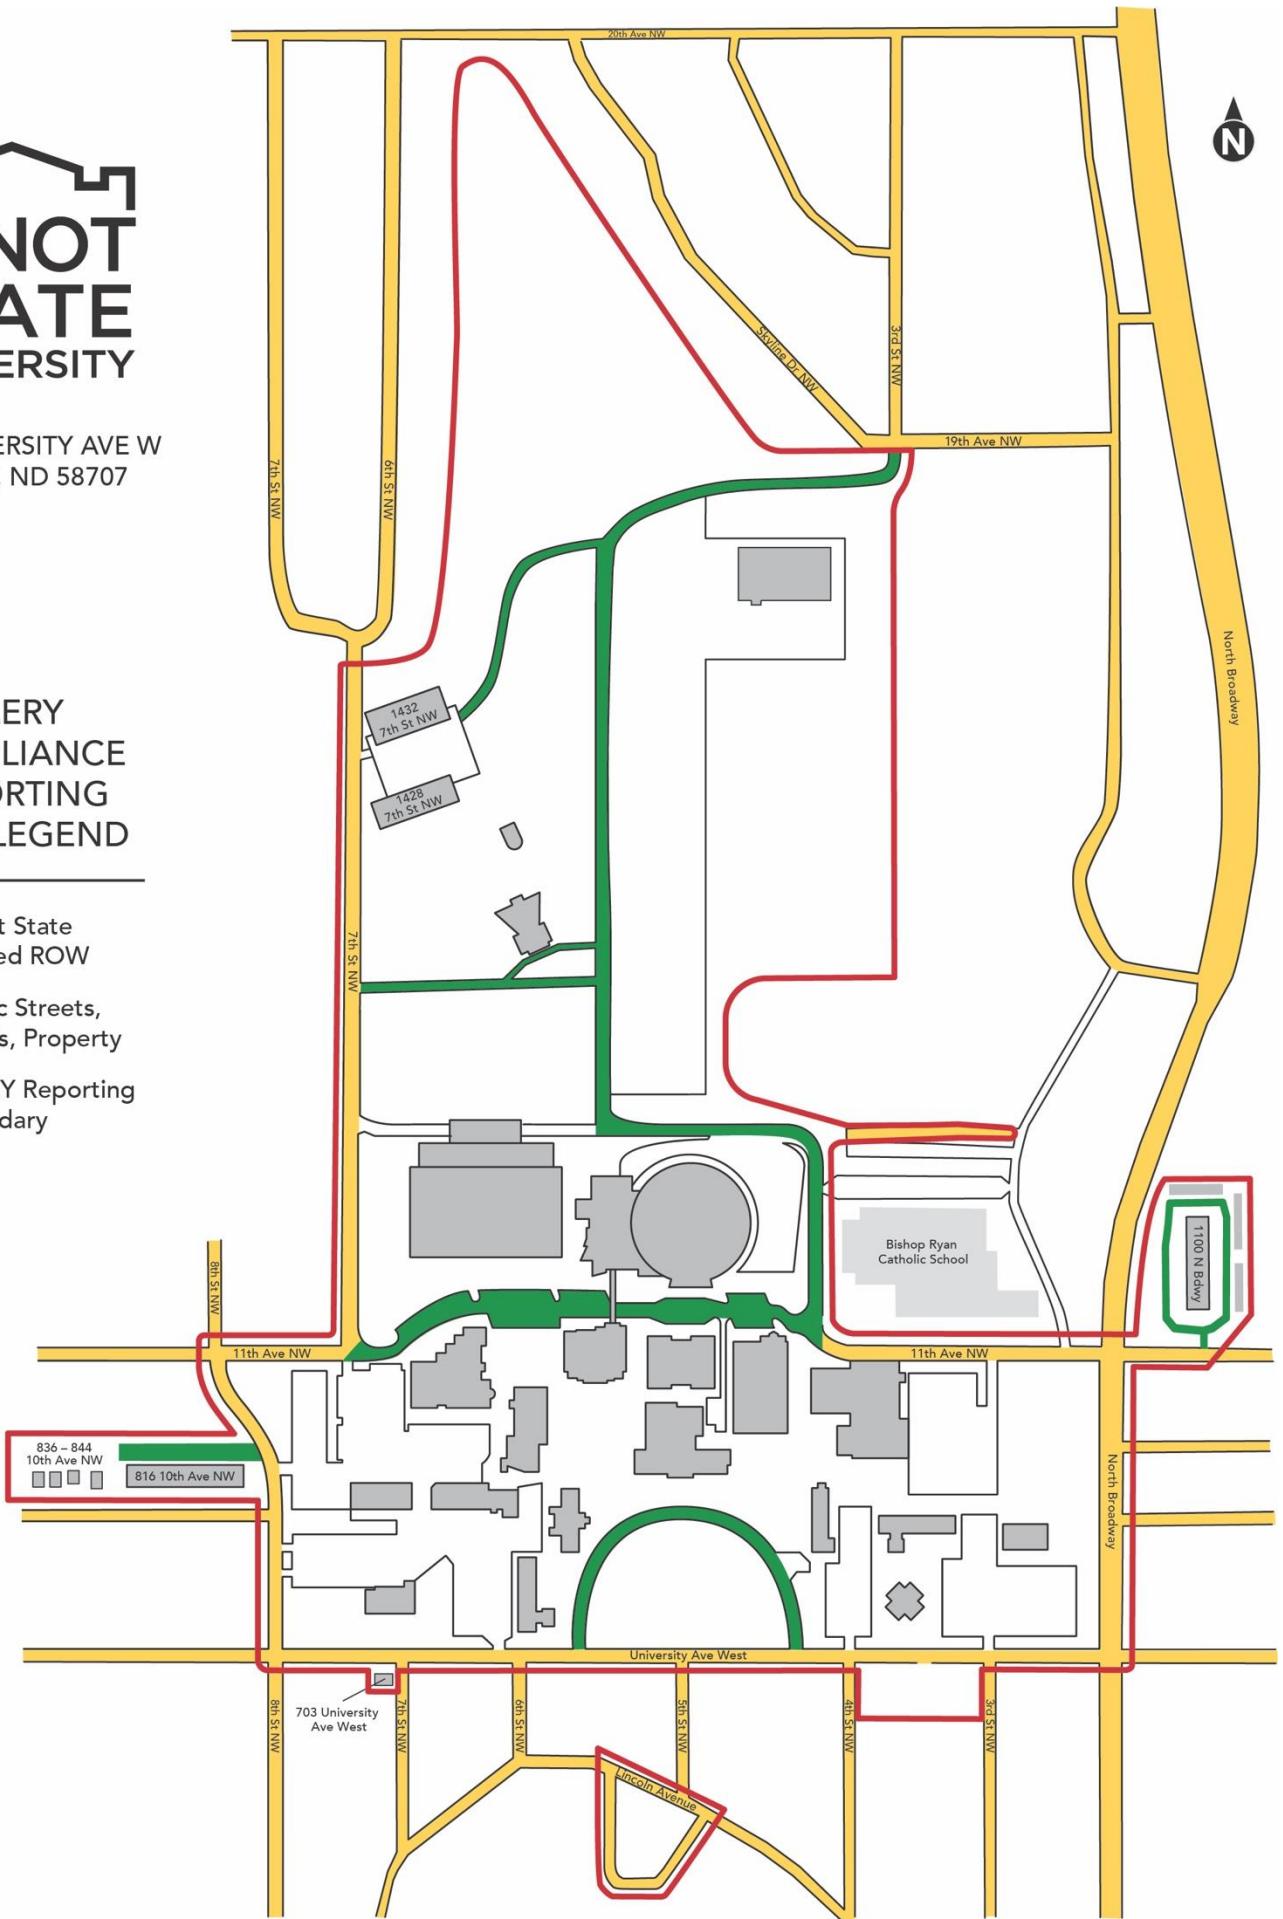 NOT
ATE
ERSITY
ERSITY AVE W
ND 58707
ERY
LIANCE
ORTING
LEGEND
t State
ed ROW
c Streets,
s, Property
Y Reporting
dary
20th Ave NW
N
Skyline Dr NW
3rd St NW
19th Ave NW
7th St NW
6th St NW
North Broadway
1432
7th St NW
1428
7th St NW
7th St NW
Bishop Ryan
Catholic School
1100 N Bdwy
8th St NW
11th Ave NW
11th Ave NW
836 – 844
10th Ave NW
816 10th Ave NW
North Broadway
University Ave West
703 University
Ave West
8th St NW
7th St NW
6th St NW
5th St NW
4th St NW
3rd St NW
Lincoln Avenue